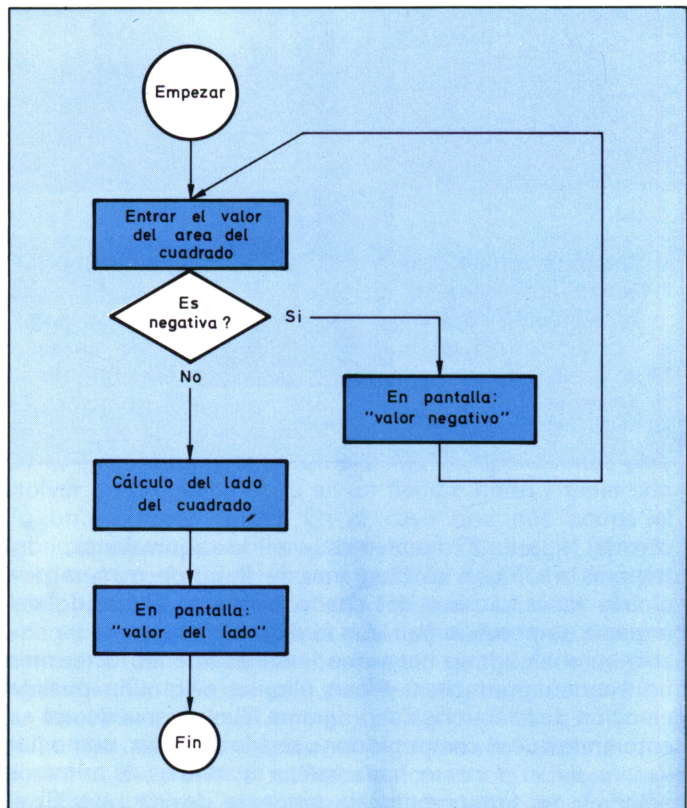 Empezar
Entrar el valor
del area del
cuadrado
Es
negativa ?
Si
No
En pantalla:
"valor negativo"
Cálculo del lado
del cuadrado
En pantalla:
"valor del lado"
Fin